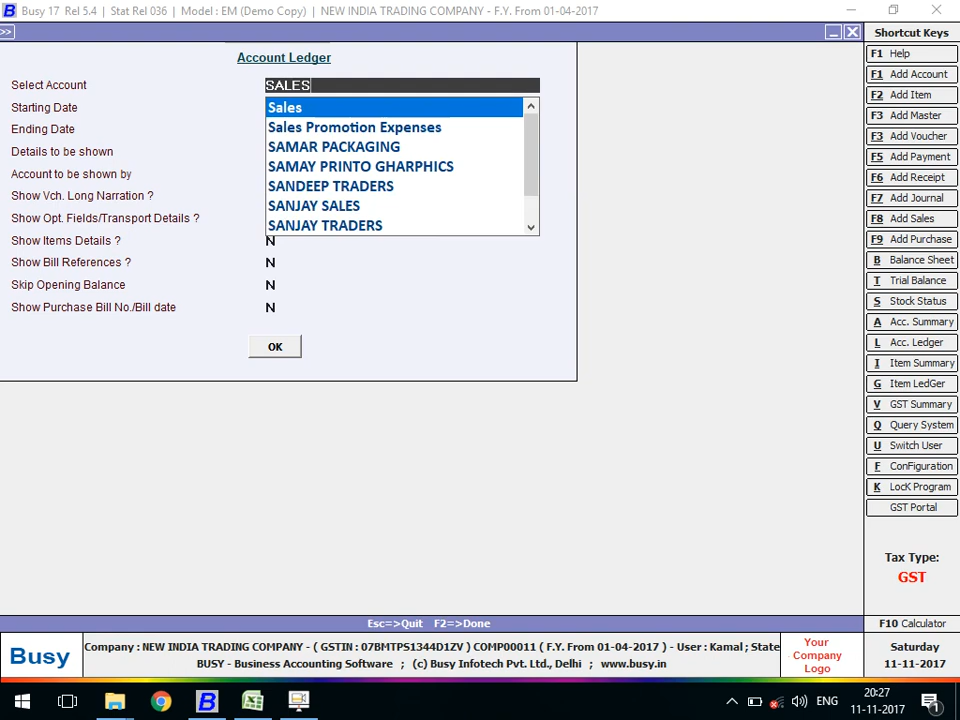 Busy 17 Rel 5.4 | Stat Rel 036 | Model : EM (Demo Copy) | NEW INDIA TRADING COMPANY - F.Y. From 01-04-2017 )
>>
Shortcut Keys
Account Ledger
Select Account SALES
Starting Date
Ending Date
Details to be shown
Account to be shown by
Show Vch. Long Narration ?
Show Opt. Fields/Transport Details ?
Show Items Details ? N
Show Bill References ? N
Skip Opening Balance N
Show Purchase Bill No./Bill date N
Sales
Sales Promotion Expenses
SAMAR PACKAGING
SAMAY PRINTO GHARPHICS
SANDEEP TRADERS
SANJAY SALES
SANJAY TRADERS
OK
F1 Help
F1 Add Account
F2 Add Item
F3 Add Master
F3 Add Voucher
F5 Add Payment
F6 Add Receipt
F7 Add Journal
F8 Add Sales
F9 Add Purchase
B Balance Sheet
T Trial Balance
S Stock Status
A Acc. Summary
L Acc. Ledger
I Item Summary
G Item LedGer
V GST Summary
Q Query System
U Switch User
F ConFiguration
K LocK Program
GST Portal
Tax Type:
GST
Esc=>Quit F2=>Done
F10 Calculator
Busy
Company : NEW INDIA TRADING COMPANY - ( GSTIN : 07BMTPS1344D1ZV ) COMP00011 ( F.Y. From 01-04-2017 ) - User : Kamal ; State
BUSY - Business Accounting Software ; (c) Busy Infotech Pvt. Ltd., Delhi ; www.busy.in
Your
Company
Logo
Saturday
11-11-2017
ENG
20:27
11-11-2017
1